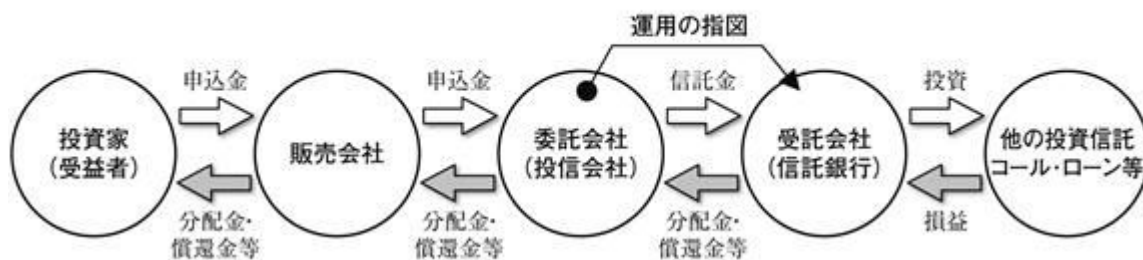 運用の指図
申込金
申込金
信託金
投資
投資家
(受益者)
販売会社
委託会社
(投信会社)
受託会社
(信託銀行)
他の投資信託
コール・ローン等
分配金・
償還金等
分配金・
償還金等
分配金・
償還金等
損益